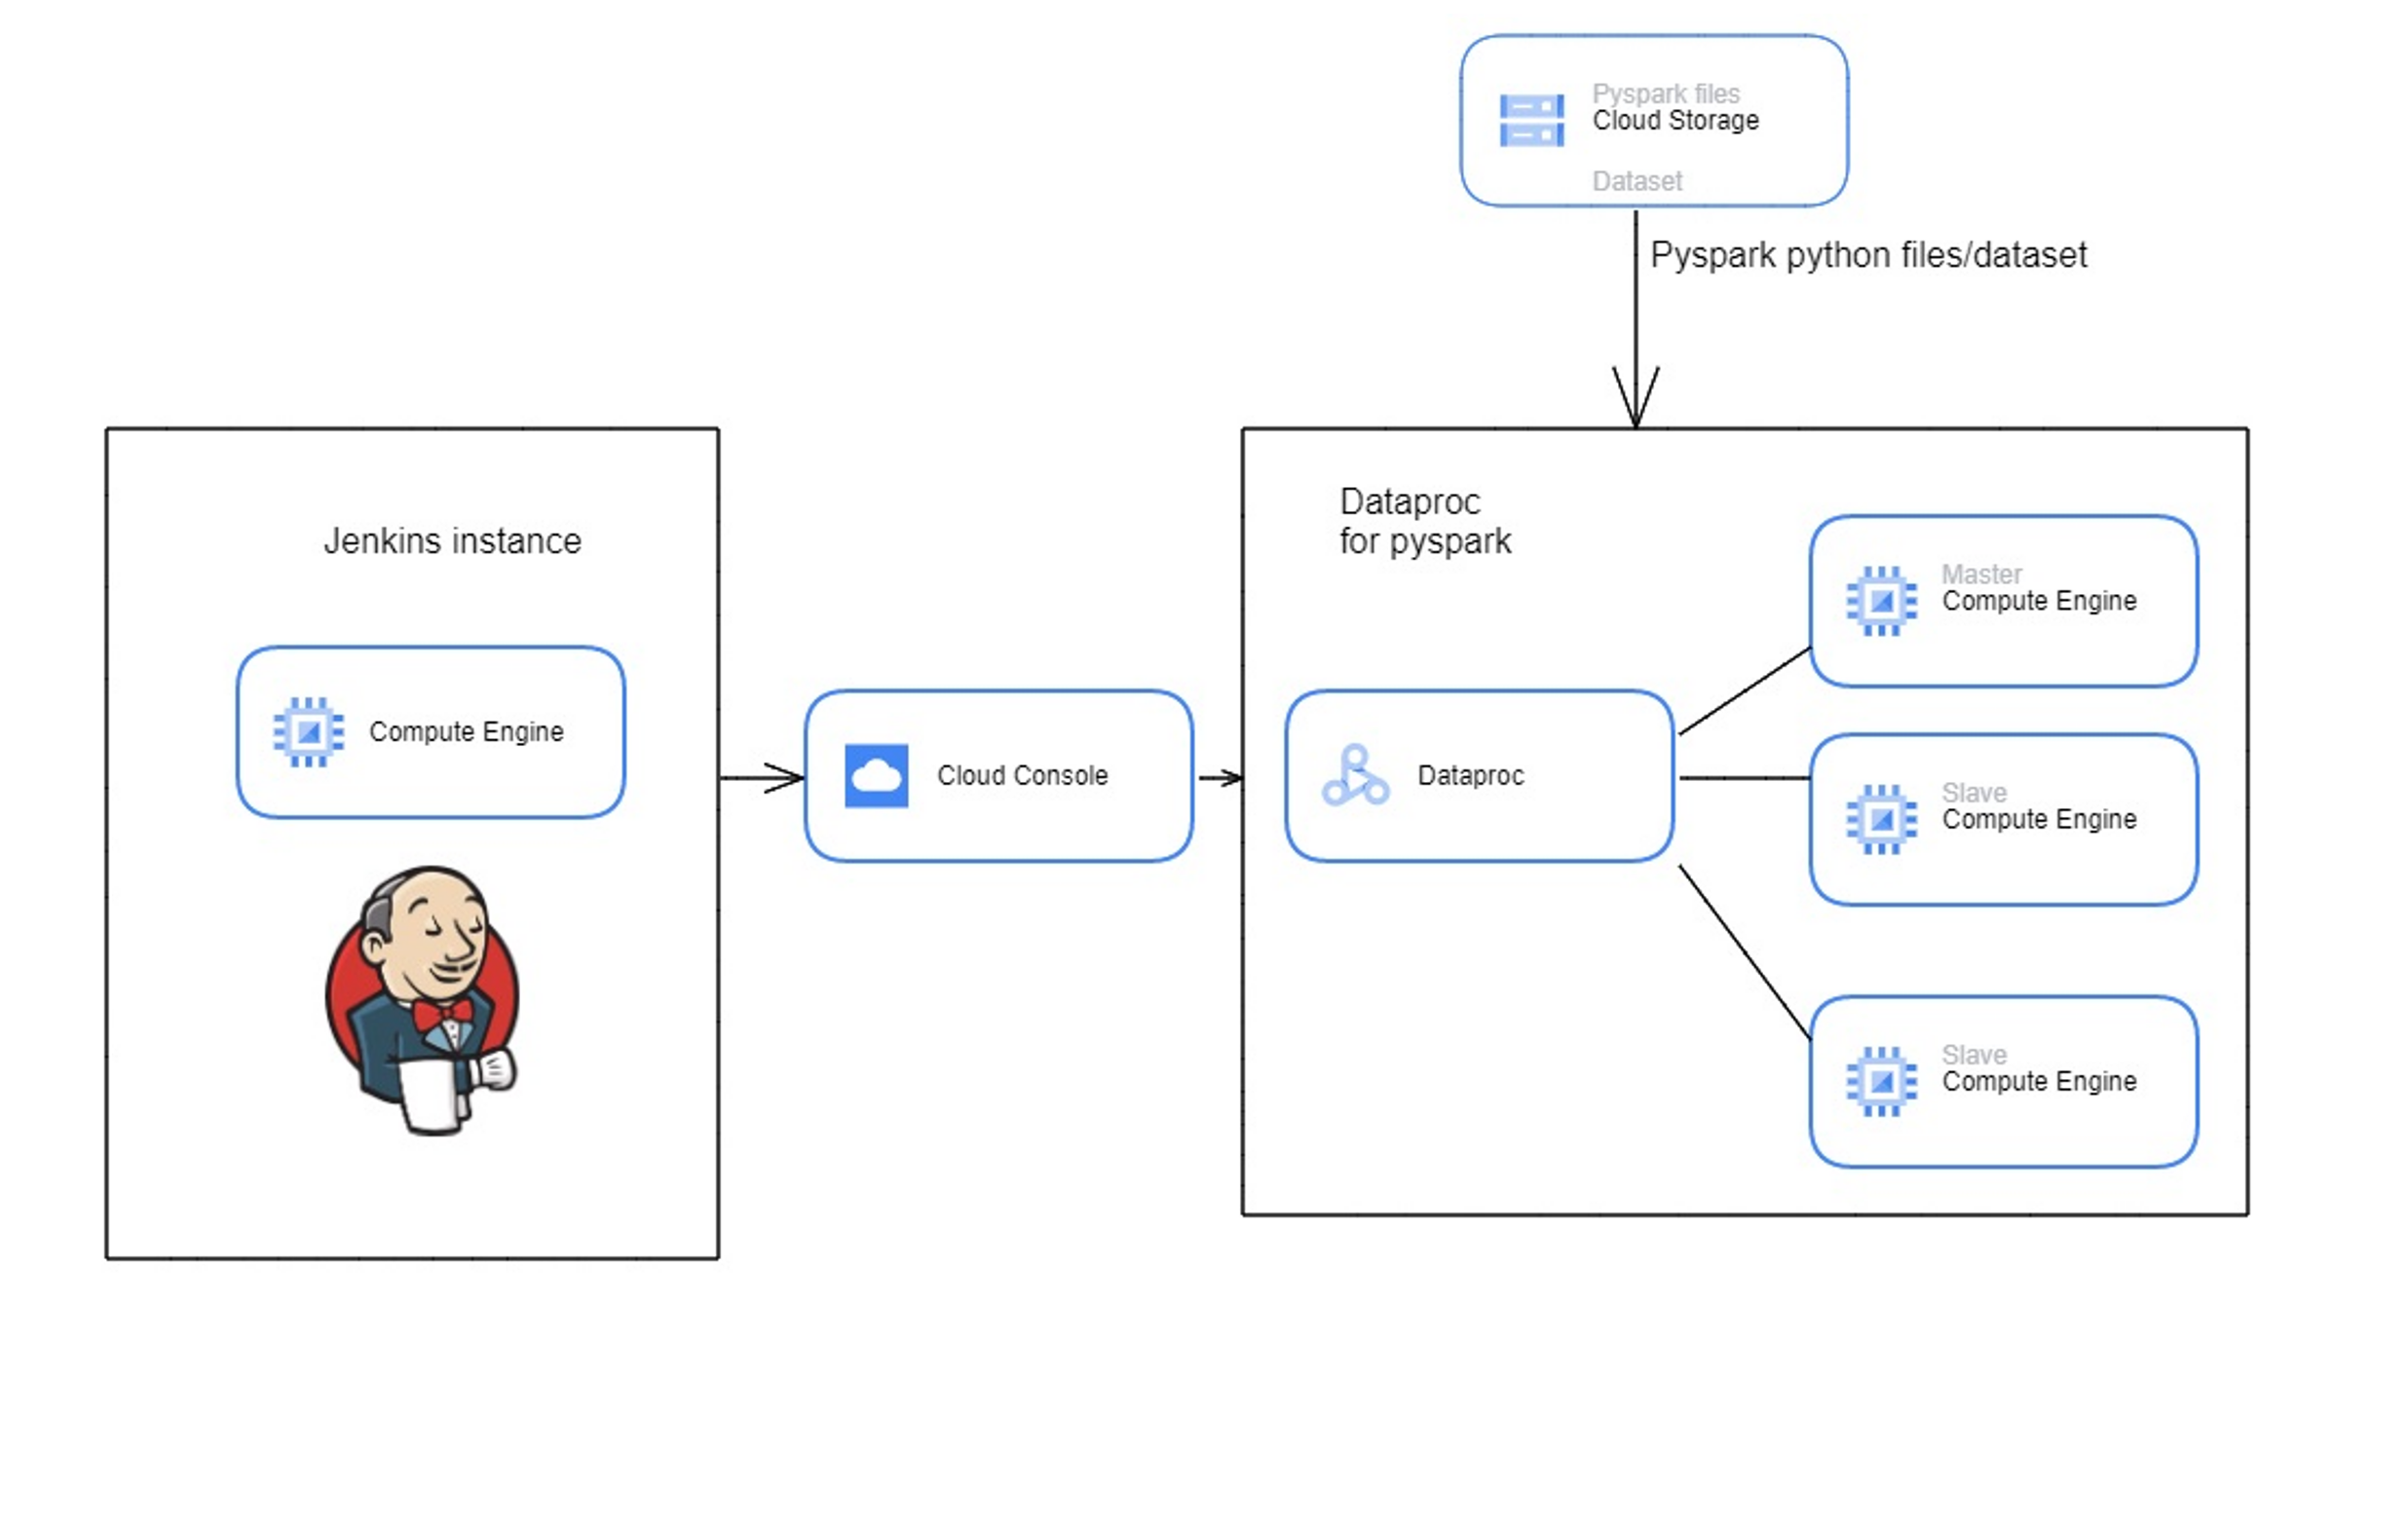 Pyspark files
Cloud Storage
Dataset
Pyspark python files/dataset
Jenkins instance
Compute Engine
Cloud Console
Dataproc
for pyspark
Dataproc
Master
Compute Engine
Slave
Compute Engine
Slave
Compute Engine